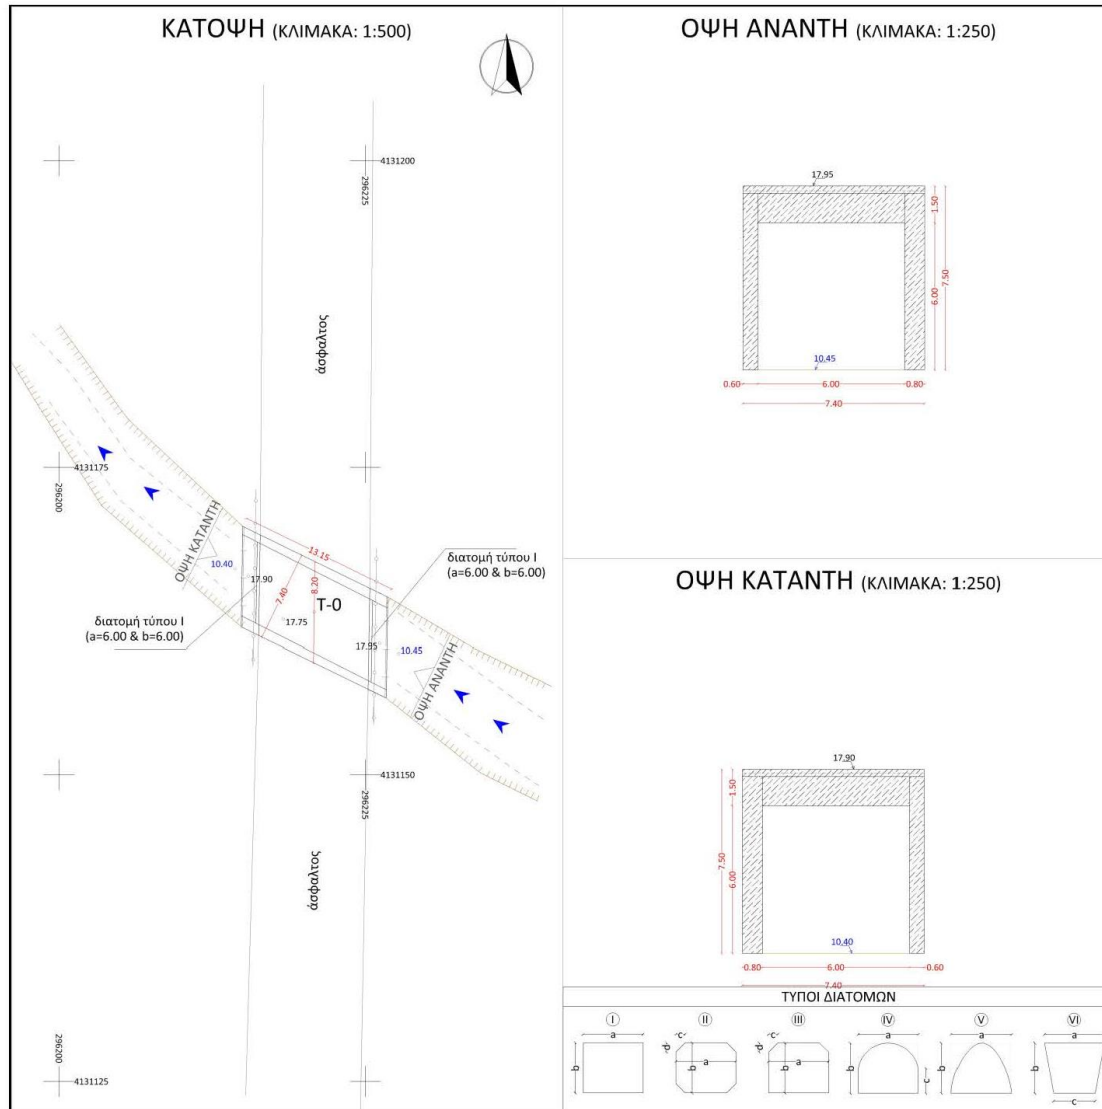 ΚΑΤΟΨΗ (ΚΛΙΜΑΚΑ: 1:500)
4131200
296225
άσφαλτος
4131175
296200
ΟΨΗ ΚΑΤΑΝΤΗ
10.40
17.90
13.15
8.20
7.40
T-0
17.75
17.95
10.45
ΟΨΗ ΑΝΑΝΤΗ
διατομή τύπου Ι
(a=6.00 & b=6.00)
διατομή τύπου Ι
(a=6.00 & b=6.00)
4131150
296225
άσφαλτος
296200
4131125
ΟΨΗ ΑΝΑΝΤΗ (ΚΛΙΜΑΚΑ: 1:250)
17.95
1.50
6.00
7.50
10.45
0.60 6.00 0.80
7.40
ΟΨΗ ΚΑΤΑΝΤΗ (ΚΛΙΜΑΚΑ: 1:250)
17.90
1.50
7.50
6.00
10.40
0.80 6.00 0.60
7.40
ΤΥΠΟΙ ΔΙΑΤΟΜΩΝ
I II III IV V VI
a b
c d a b
c d a b
a b c
a b
a b c